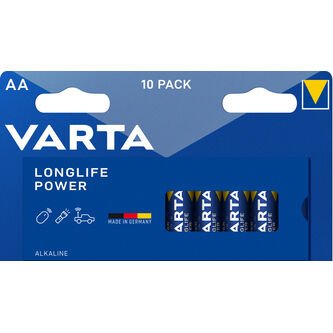 AA
10 PACK
VARTA
LONGLIFE
POWER
MADE IN GERMANY
ALKALINE
VARTA VARTA VARTA VARTA